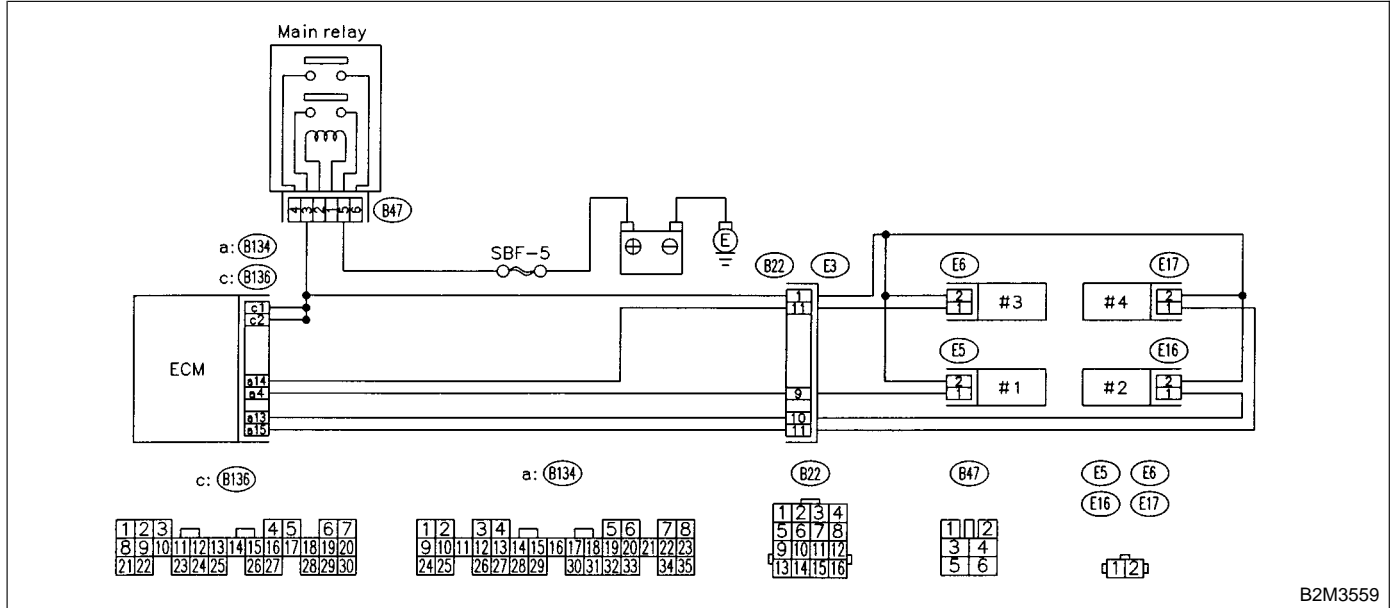 Main relay
4 3 2 1 5 6
B47
a: B134
c: B136
SBF-5
E
B22 E3
E6 E17
c1
c2
1
11
2
1
#3
#4
2
1
ECM
E5 E16
a14
a4
a13
a15
9
10
11
2
1
#1
#2
2
1
c: B136
a: B134
B22
B47
E5 E6
E16 E17
1 2 3 4 5 6 7
8 9 10 11 12 13 14 15 16 17 18 19 20
21 22 23 24 25 26 27 28 29 30
1 2 3 4 5 6 7 8
9 10 11 12 13 14 15 16 17 18 19 20 21 22 23
24 25 26 27 28 29 30 31 32 33 34 35
1 2 3 4
5 6 7 8
9 10 11 12
13 14 15 16
1 2
3 4
5 6
1 2
B2M3559